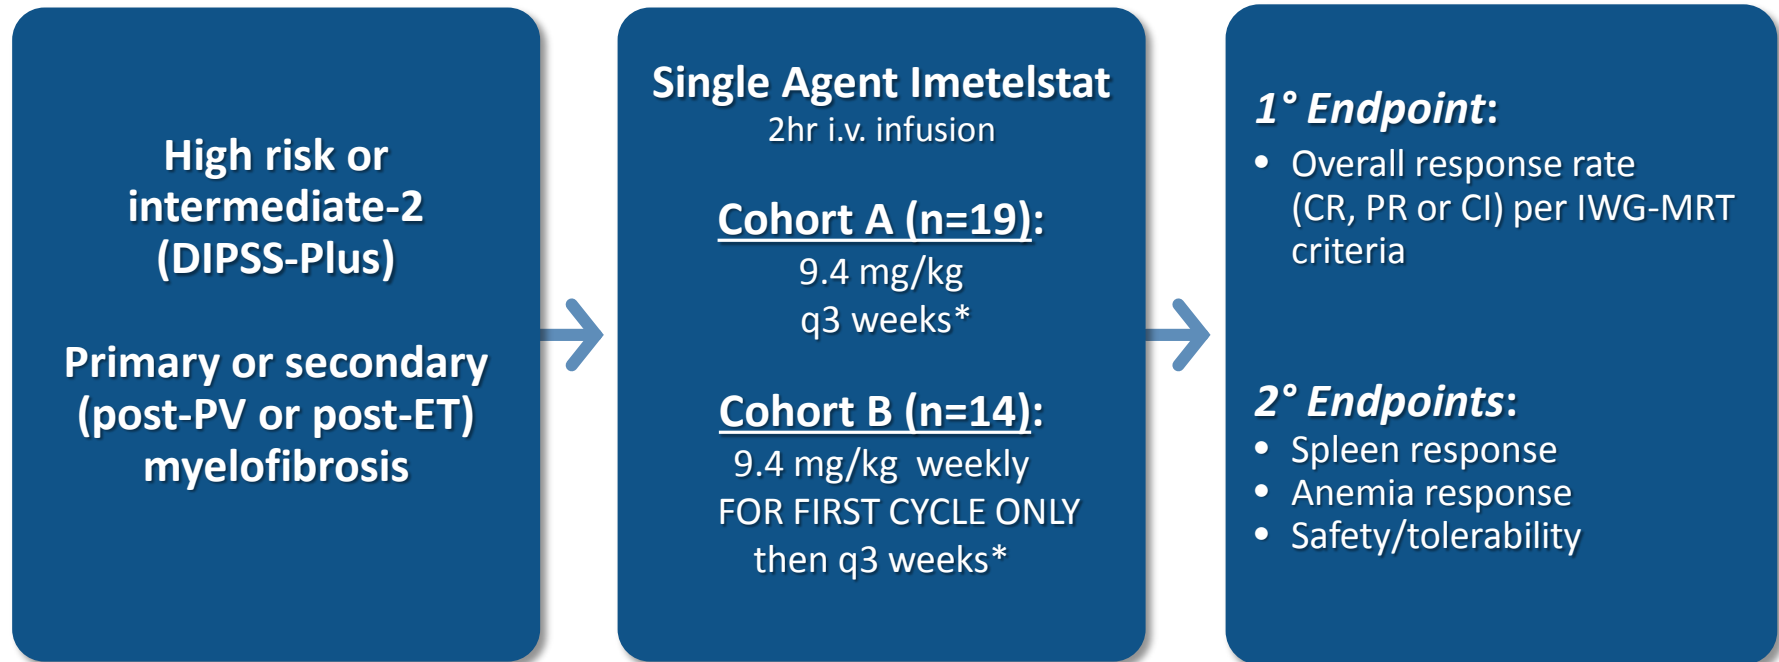 High risk or
intermediate-2
(DIPSS-Plus)
Primary or secondary
(post-PV or post-ET)
myelofibrosis
Single Agent Imetelstat
2hr i.v. infusion
Cohort A (n=19):
9.4 mg/kg
q3 weeks*
Cohort B (n=14):
9.4 mg/kg weekly
FOR FIRST CYCLE ONLY
then q3 weeks*
1° Endpoint:
• Overall response rate
(CR, PR or CI) per IWG-MRT
criteria
2° Endpoints:
• Spleen response
• Anemia response
• Safety/tolerability